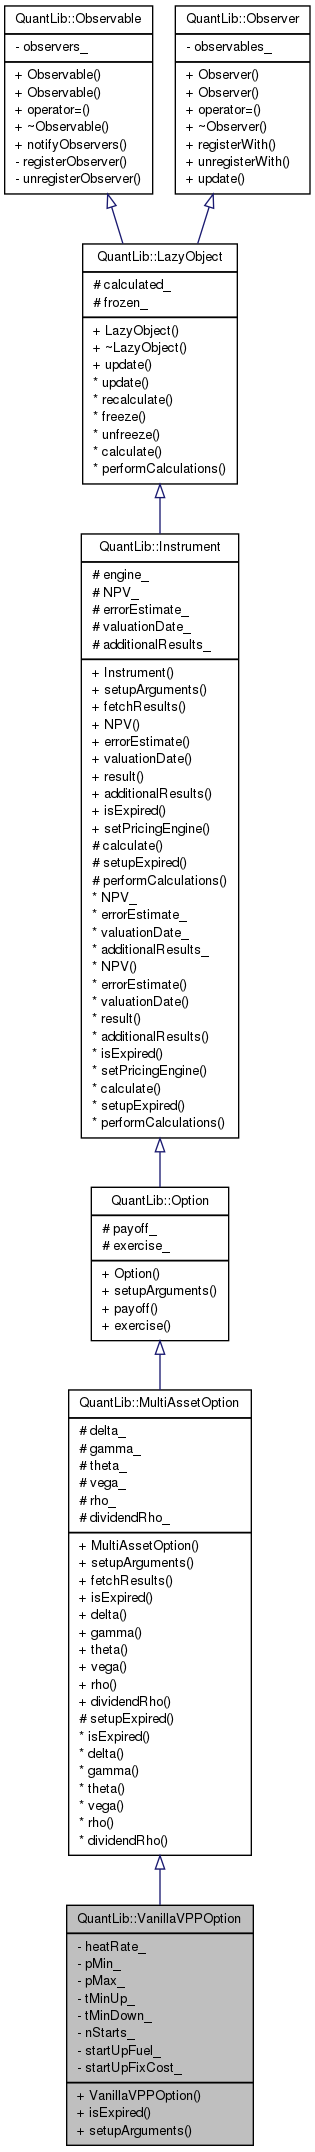 QuantLib::Observable
- observers_
+ Observable()
+ Observable()
+ operator=()
+ ~Observable()
+ notifyObservers()
- registerObserver()
- unregisterObserver()
QuantLib::Observer
- observables_
+ Observer()
+ Observer()
+ operator=()
+ ~Observer()
+ registerWith()
+ unregisterWith()
+ update()
QuantLib::LazyObject
# calculated_
# frozen_
+ LazyObject()
+ ~LazyObject()
+ update()
* update()
* recalculate()
* freeze()
* unfreeze()
* calculate()
* performCalculations()
QuantLib::Instrument
# engine_
# NPV_
# errorEstimate_
# valuationDate_
# additionalResults_
+ Instrument()
+ setupArguments()
+ fetchResults()
+ NPV()
+ errorEstimate()
+ valuationDate()
+ result()
+ additionalResults()
+ isExpired()
+ setPricingEngine()
# calculate()
# setupExpired()
# performCalculations()
* NPV_
* errorEstimate_
* valuationDate_
* additionalResults_
* NPV()
* errorEstimate()
* valuationDate()
* result()
* additionalResults()
* isExpired()
* setPricingEngine()
* calculate()
* setupExpired()
* performCalculations()
QuantLib::Option
# payoff_
# exercise_
+ Option()
+ setupArguments()
+ payoff()
+ exercise()
QuantLib::MultiAssetOption
# delta_
# gamma_
# theta_
# vega_
# rho_
# dividendRho_
+ MultiAssetOption()
+ setupArguments()
+ fetchResults()
+ isExpired()
+ delta()
+ gamma()
+ theta()
+ vega()
+ rho()
+ dividendRho()
# setupExpired()
* isExpired()
* delta()
* gamma()
* theta()
* vega()
* rho()
* dividendRho()
QuantLib::VanillaVPPOption
- heatRate_
- pMin_
- pMax_
- tMinUp_
- tMinDown_
- nStarts_
- startUpFuel_
- startUpFixCost_
+ VanillaVPPOption()
+ isExpired()
+ setupArguments()